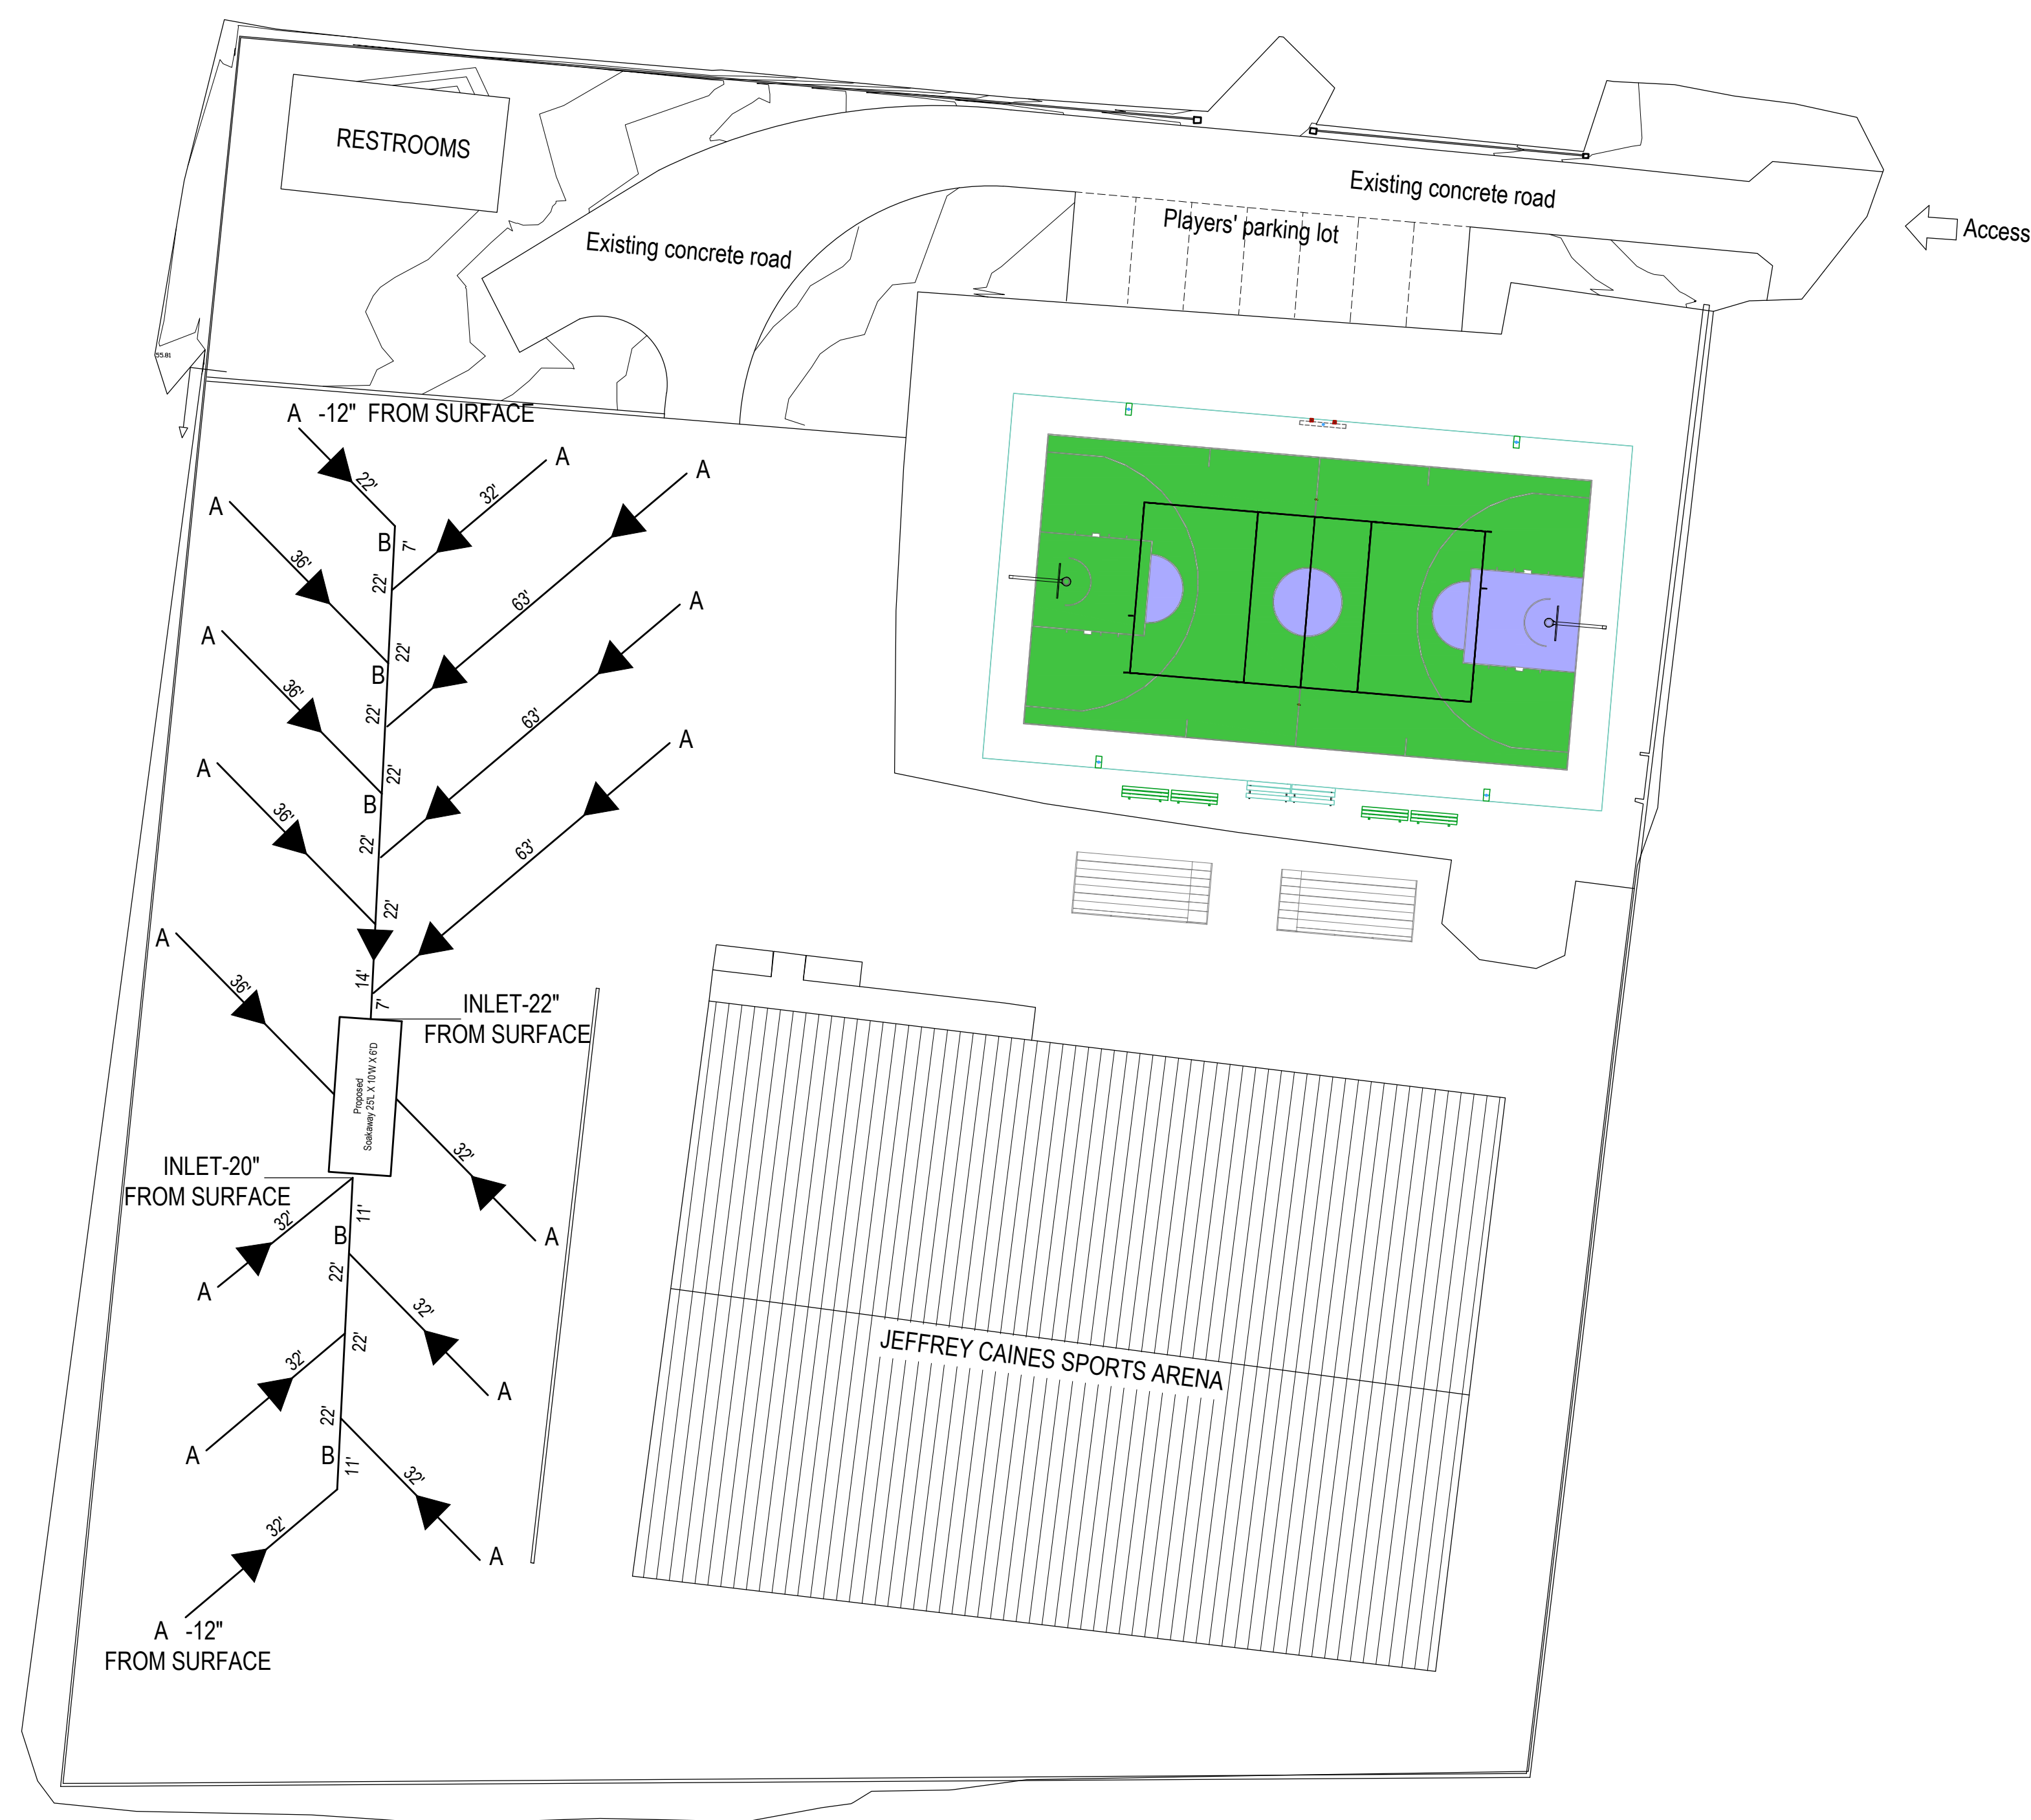 RESTROOMS
Existing concrete road
Players' parking lot
Access
Existing concrete road
55.81
A -12" FROM SURFACE
A
A
22'
32'
A
B
7'
36'
22'
63'
A
A
22'
B
36'
22'
63'
A
A
22'
B
36'
22'
63'
22'
A
36'
14'
7'
INLET-22"
FROM SURFACE
Proposed
Soakaway 25'L X 10'W X 6'D
32'
INLET-20"
FROM SURFACE
32'
11'
B
A
22'
A
32'
22'
32'
A
JEFFREY CAINES SPORTS ARENA
22'
A
B
11'
32'
32'
A
A -12"
FROM SURFACE